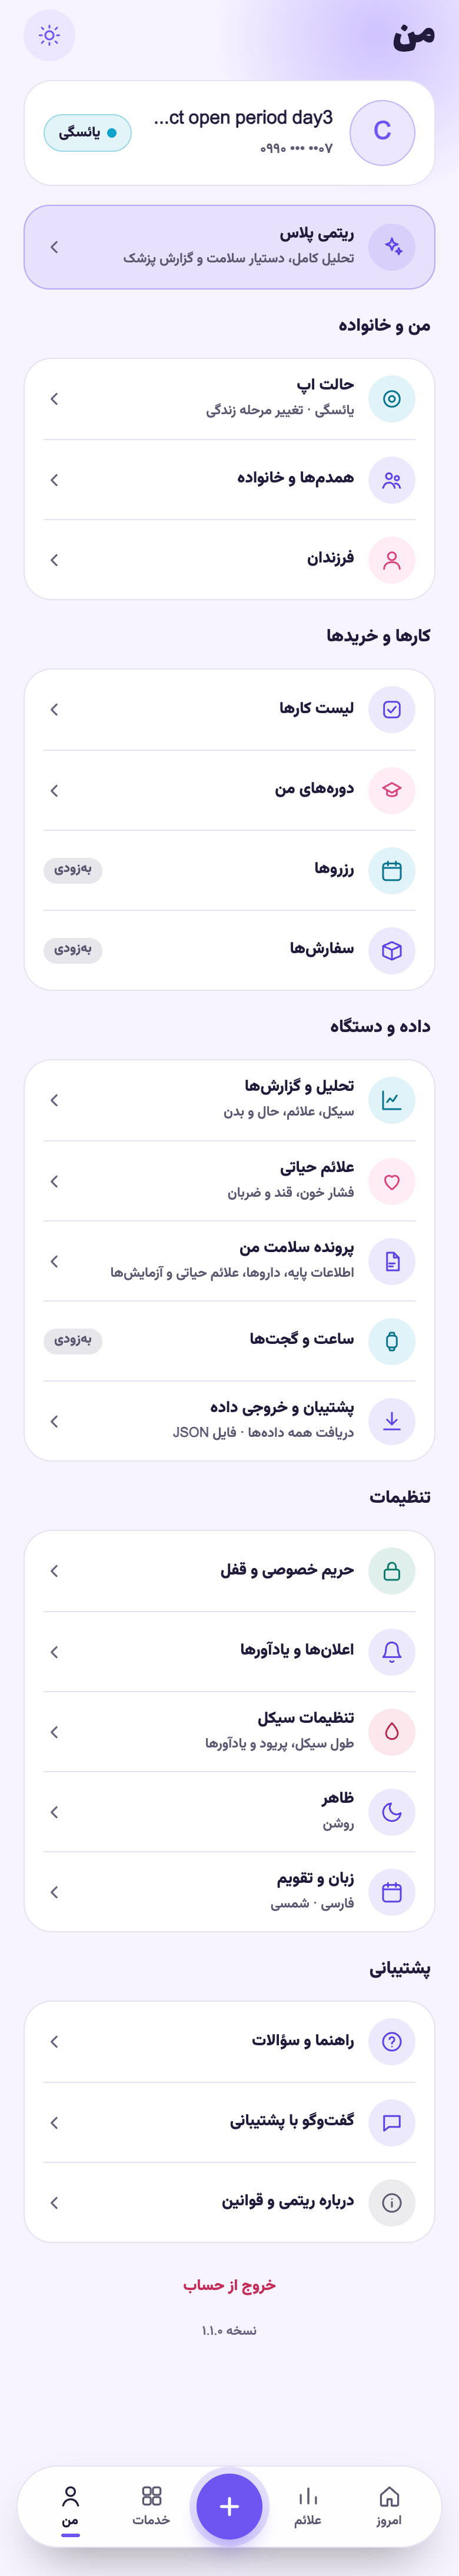 من
C
...ct open period day3
یائسگی
۰۹۹۰ ••• ••۰۷
ریتمی پلاس
تحلیل کامل، دستیار سلامت و گزارش پزشک
من و خانواده
حالت اپ
یائسگی · تغییر مرحله زندگی
همدم‌ها و خانواده
فرزندان
کارها و خریدها
لیست کارها
دوره‌های من
رزروها
به‌زودی
سفارش‌ها
به‌زودی
داده و دستگاه
تحلیل و گزارش‌ها
سیکل، علائم، حال و بدن
علائم حیاتی
فشار خون، قند و ضربان
پرونده سلامت من
اطلاعات پایه، داروها، علائم حیاتی و آزمایش‌ها
ساعت و گجت‌ها
به‌زودی
پشتیبان و خروجی داده
دریافت همه داده‌ها · فایل JSON
تنظیمات
حریم خصوصی و قفل
اعلان‌ها و یادآورها
تنظیمات سیکل
طول سیکل، پریود و یادآورها
ظاهر
روشن
زبان و تقویم
فارسی · شمسی
پشتیبانی
راهنما و سؤالات
گفت‌وگو با پشتیبانی
درباره ریتمی و قوانین
خروج از حساب
نسخه ۱.۱.۰
امروز
علائم
خدمات
من